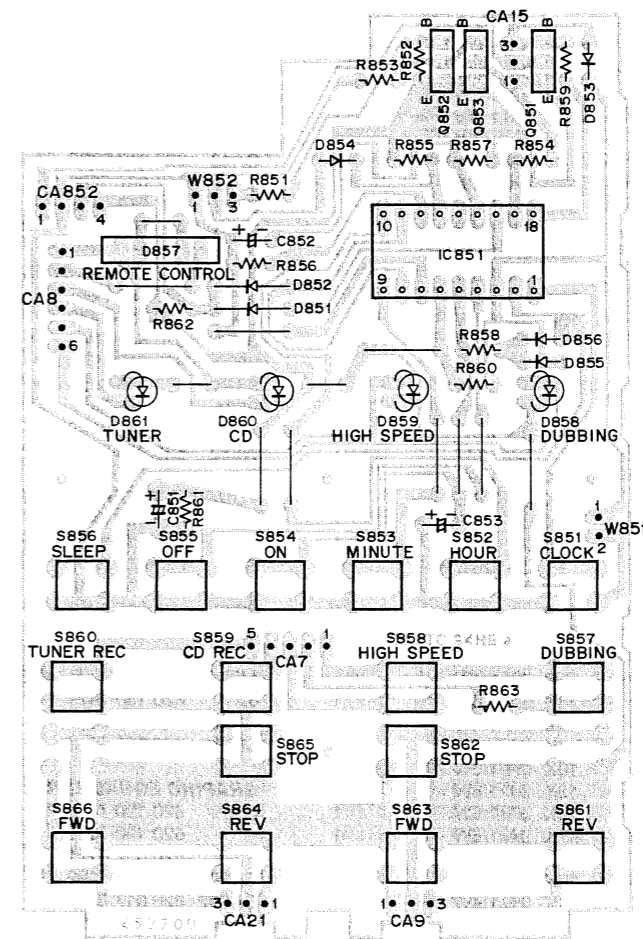 CA15
B B B
R852
3
R853
1
R859
D853
E E E
Q852
Q853
Q851
D854
R855 R857 R854
CA852
1 4
W852
1 3
R851
10 18
IC851
9 1
+ -
C852
D857
REMOTE CONTROL
R856
D852
D851
1
CA8
6
R862
R858
R860
D856
D855
D861
TUNER
D860
CD
D859
HIGH SPEED
D858
DUBBING
+
-
C851
R861
+ -
C853
1
W851
2
S856
SLEEP
S855
OFF
S854
ON
S853
MINUTE
S852
HOUR
S851
CLOCK
S860
TUNER REC
S859
CD REC
5 1
CA7
S858
HIGH SPEED
S857
DUBBING
R863
S865
STOP
S862
STOP
S866
FWD
S864
REV
S863
FWD
S861
REV
3 1
CA21
1 3
CA9